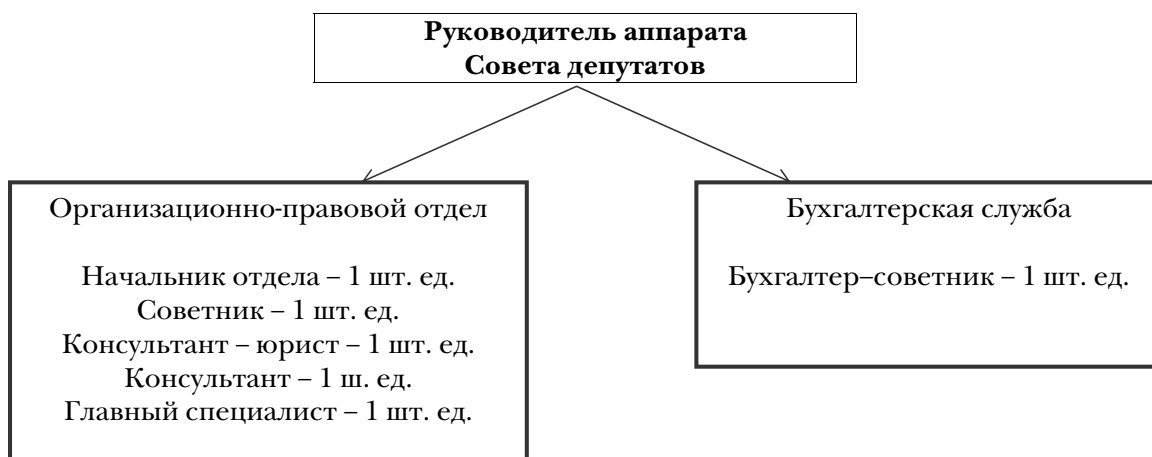 Руководитель аппарата
Совета депутатов
Организационно-правовой отдел
Начальник отдела – 1 шт. ед.
Советник – 1 шт. ед.
Консультант – юрист – 1 шт. ед.
Консультант – 1 ш. ед.
Главный специалист – 1 шт. ед.
Бухгалтерская служба
Бухгалтер–советник – 1 шт. ед.